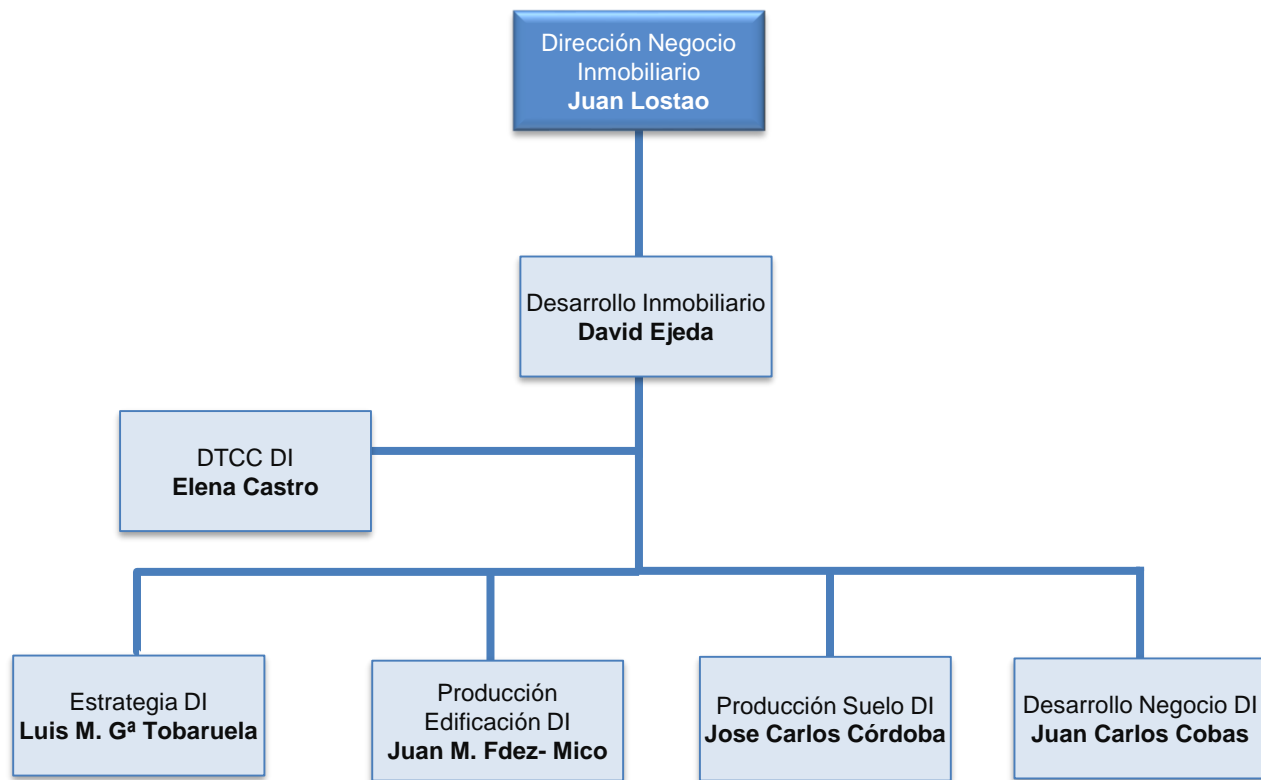 Dirección Negocio
Inmobiliario
Juan Lostao
Desarrollo Inmobiliario
David Ejeda
DTCC DI
Elena Castro
Estrategia DI
Luis M. Gª Tobaruela
Producción
Edificación DI
Juan M. Fdez- Mico
Producción Suelo DI
Jose Carlos Córdoba
Desarrollo Negocio DI
Juan Carlos Cobas